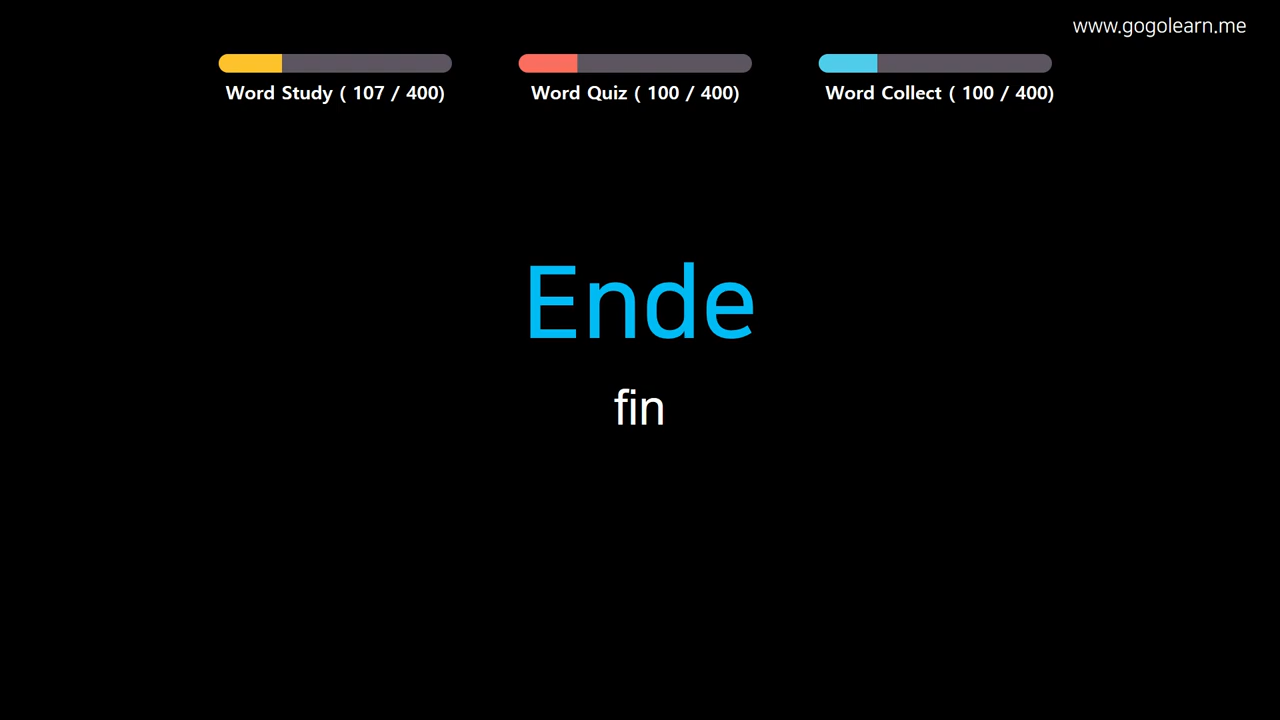 www.gogolearn.me
Word Study ( 107 / 400)
Word Quiz ( 100 / 400)
Word Collect ( 100 / 400)
Ende
fin